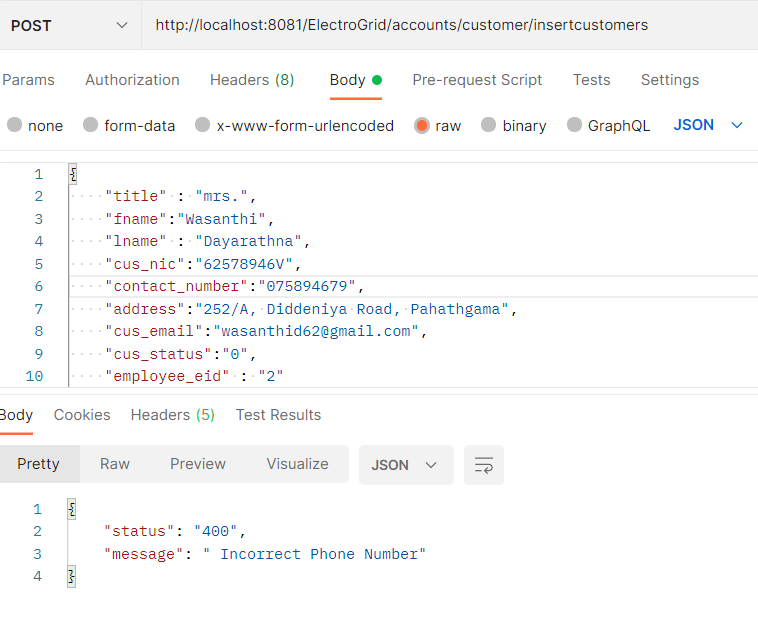 POST http://localhost:8081/ElectroGrid/accounts/customer/insertcustomers
Params Authorization Headers (8) Body Pre-request Script Tests Settings
none form-data x-www-form-urlencoded raw binary GraphQL JSON
1 {
2 "title" : "mrs.",
3 "fname":"Wasanthi",
4 "lname" : "Dayarathna",
5 "cus_nic":"62578946V",
6 "contact_number":"075894679",
7 "address":"252/A, Diddeniya Road, Pahathgama",
8 "cus_email":"wasanthid62@gmail.com",
9 "cus_status":"0",
10 "employee_eid" : "2"
Body Cookies Headers (5) Test Results
Pretty Raw Preview Visualize JSON
1 {
2 "status": "400",
3 "message": " Incorrect Phone Number"
4 }